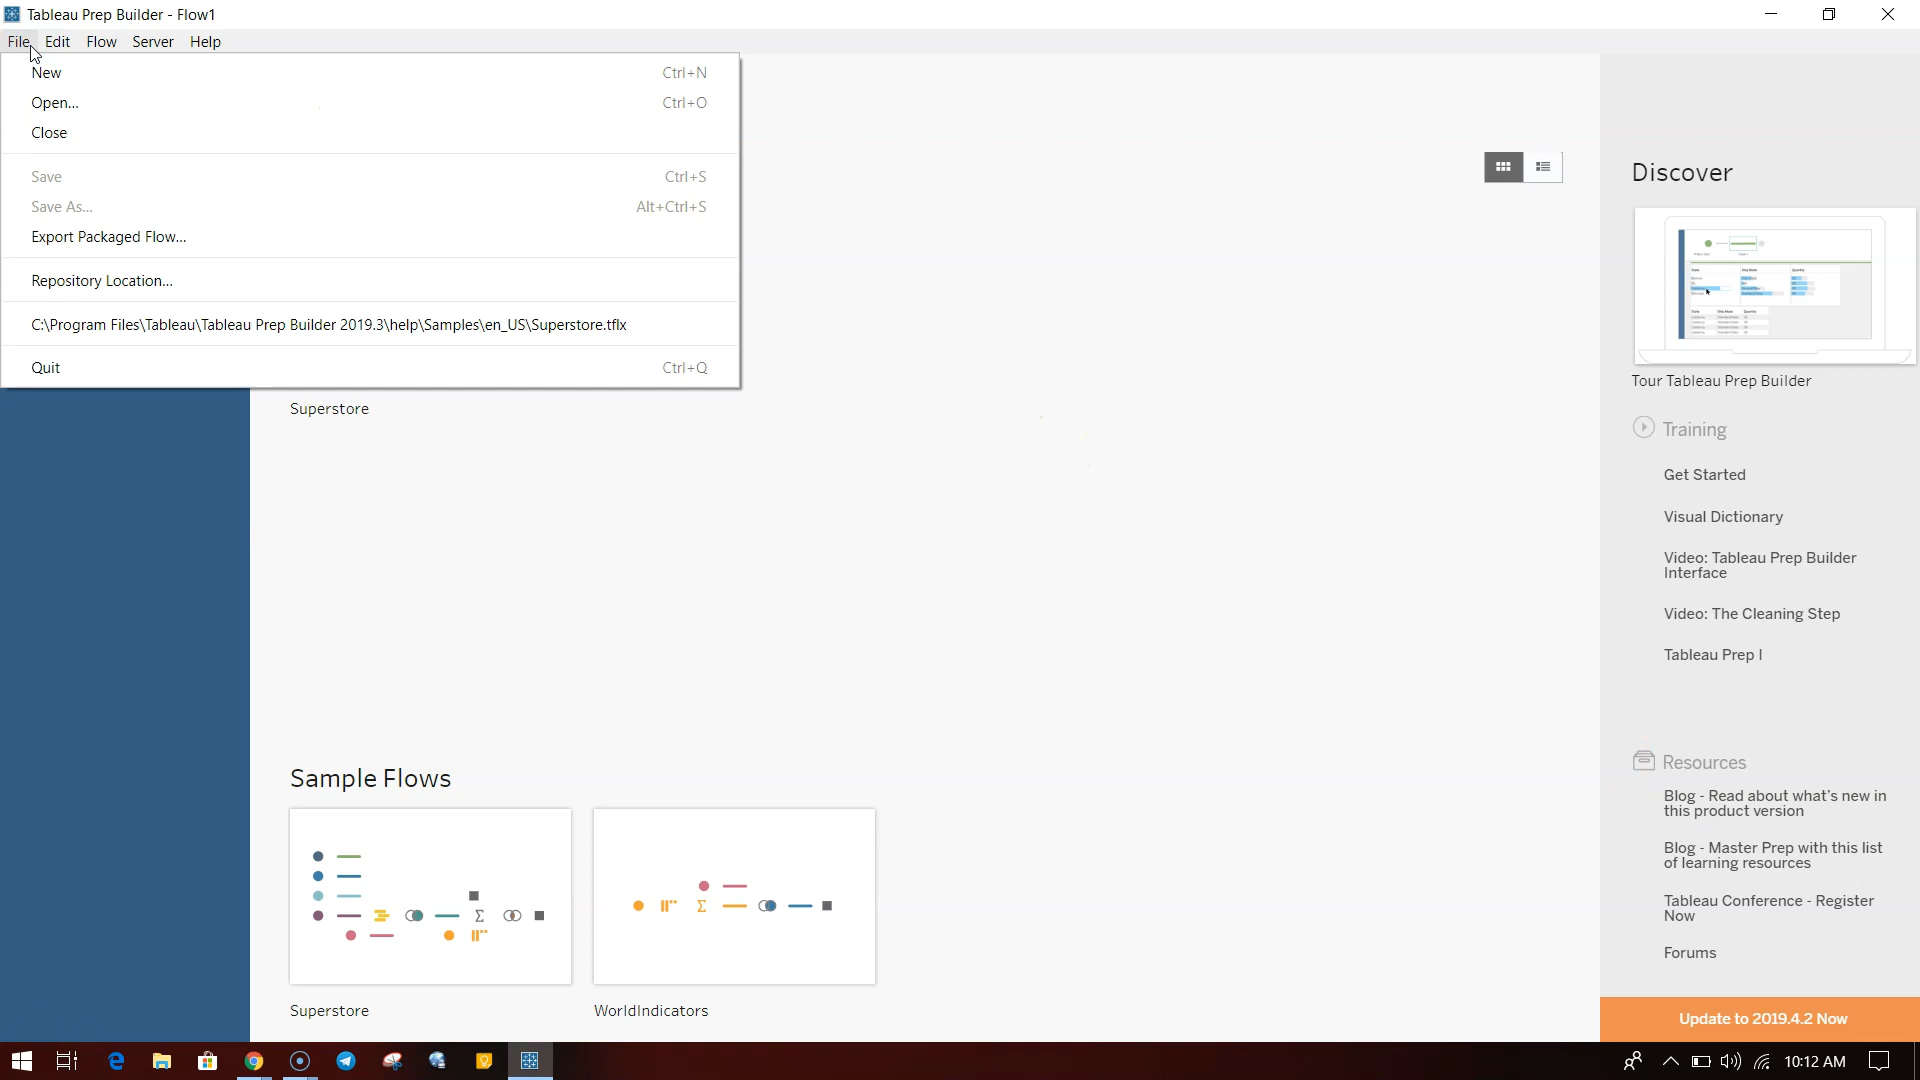 Tableau Prep Builder - Flow1
File Edit Flow Server Help
New Ctrl+N
Open... Ctrl+O
Close
Save Ctrl+S
Save As... Alt+Ctrl+S
Export Packaged Flow...
Repository Location...
C:\Program Files\Tableau\Tableau Prep Builder 2019.3\help\Samples\en_US\Superstore.tflx
Quit Ctrl+Q
Superstore
Sample Flows
Superstore
WorldIndicators
Discover
Tour Tableau Prep Builder
Training
Get Started
Visual Dictionary
Video: Tableau Prep Builder
Interface
Video: The Cleaning Step
Tableau Prep I
Resources
Blog - Read about what's new in
this product version
Blog - Master Prep with this list
of learning resources
Tableau Conference - Register
Now
Forums
Update to 2019.4.2 Now
10:12 AM